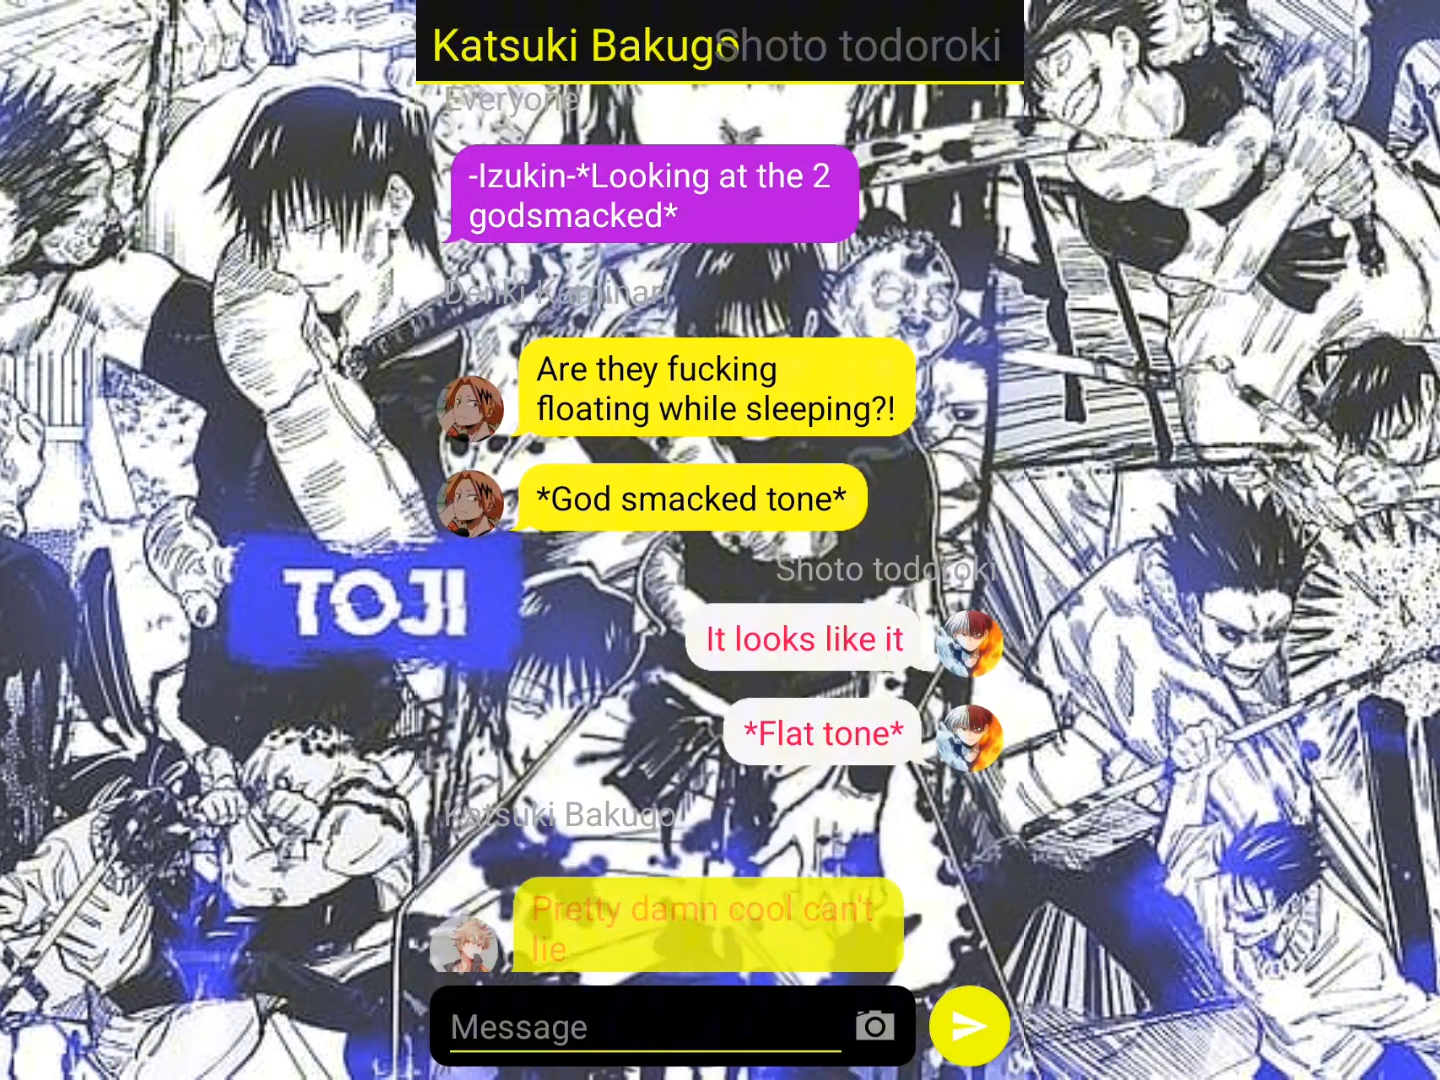 Katsuki Bakugo Shoto todoroki
Everyone
-Izukin-*Looking at the 2
godsmacked*
Denki Kaminari
Are they fucking
floating while sleeping?!
*God smacked tone*
TOJI
Shoto todoroki
It looks like it
*Flat tone*
Katsuki Bakugo
Pretty damn cool can't
lie
Message